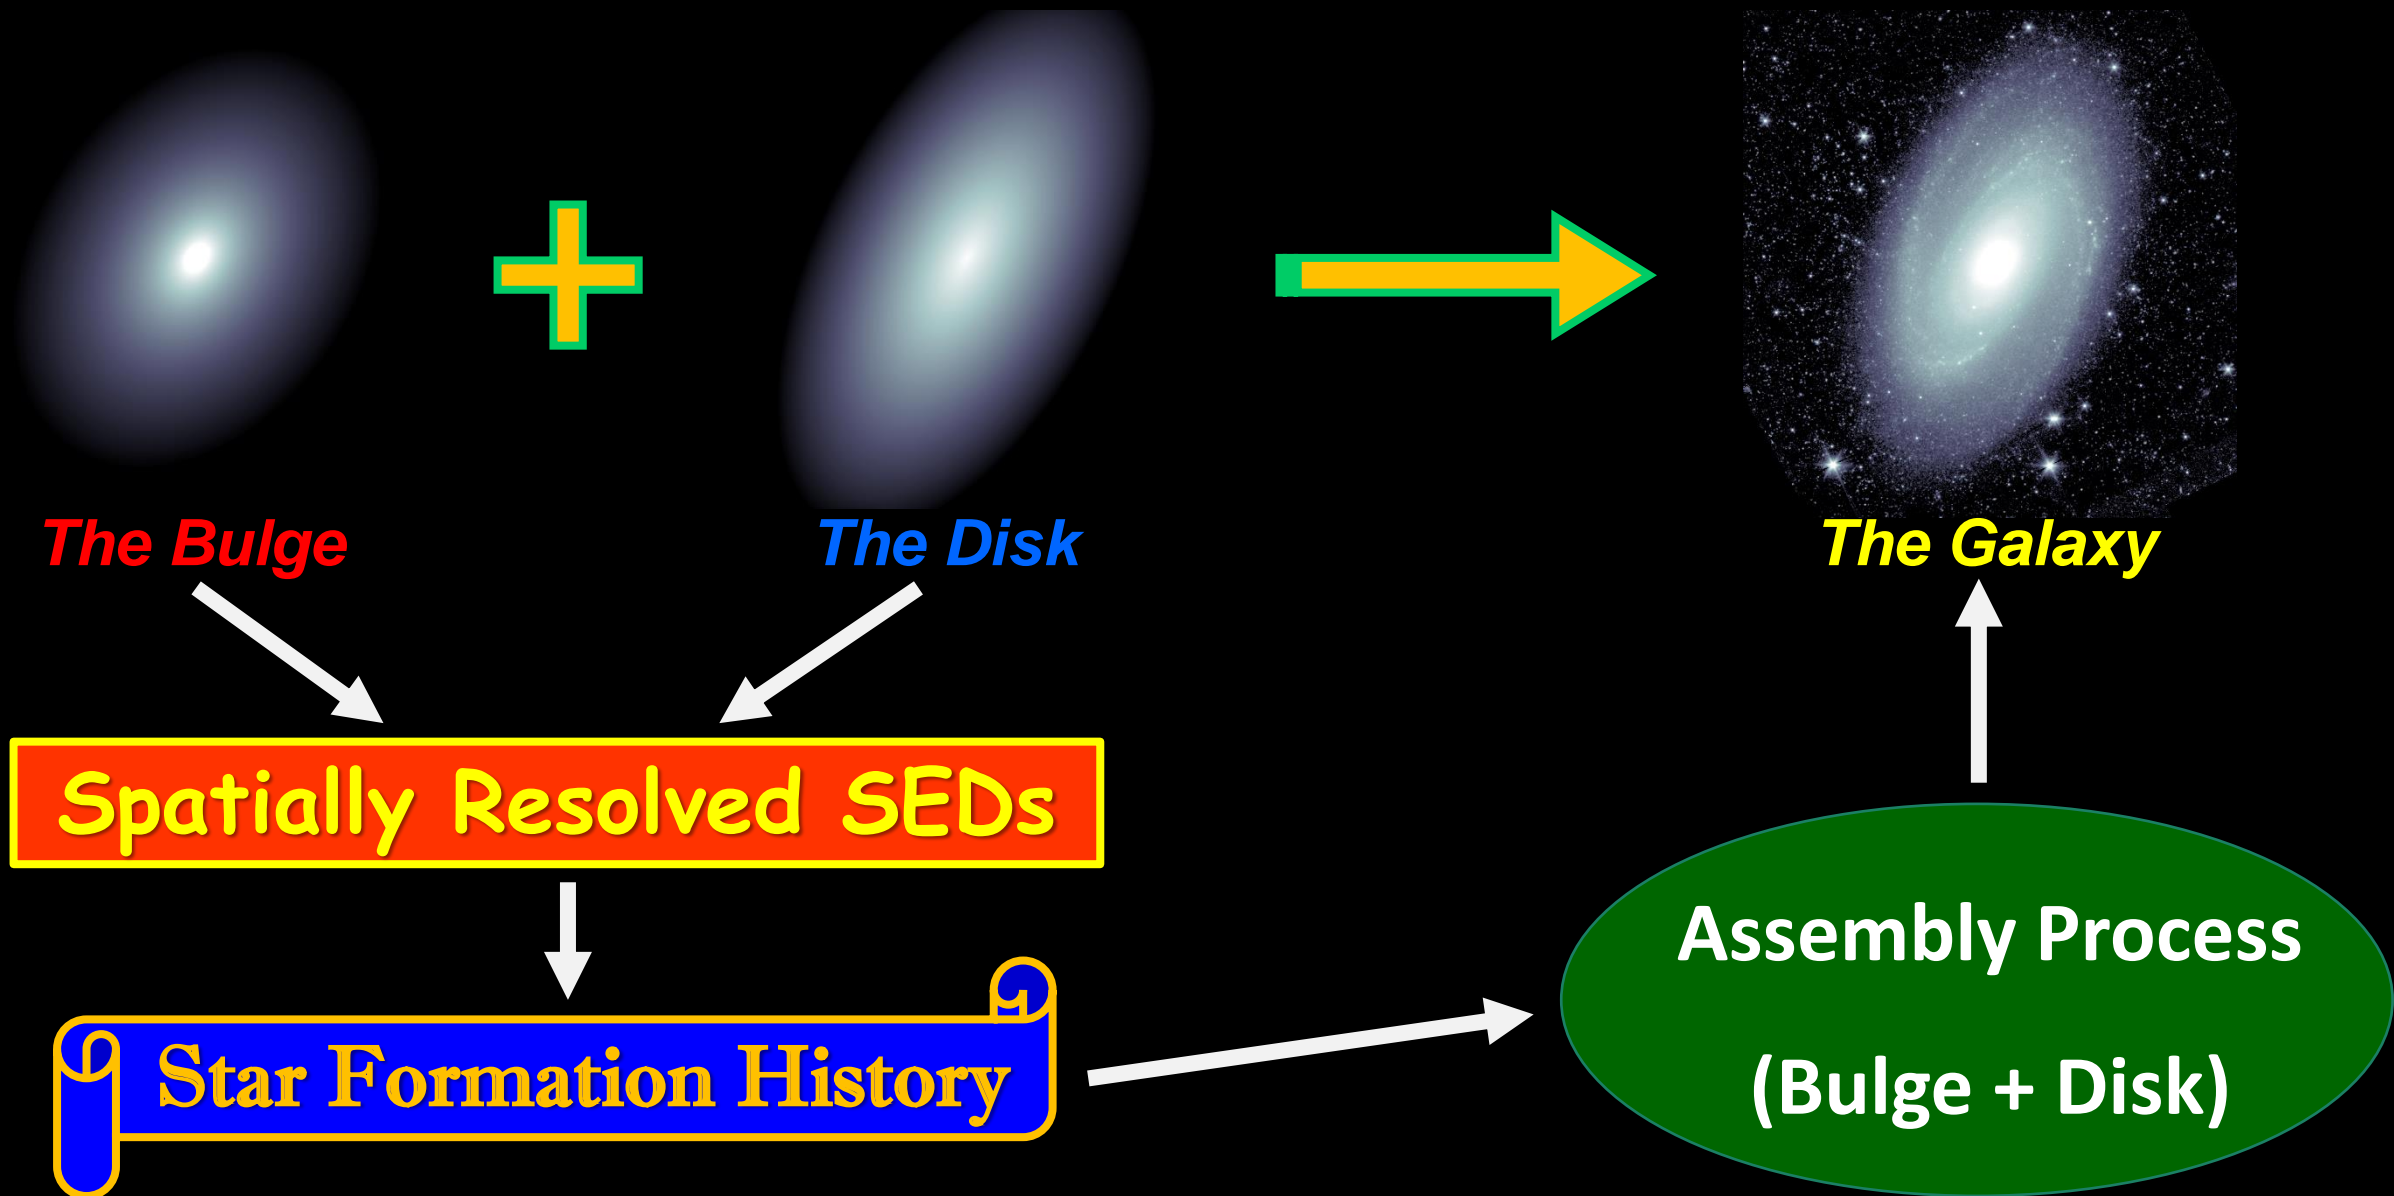 The Bulge
The Disk
The Galaxy
Spatially Resolved SEDs
Star Formation History
Assembly Process
(Bulge + Disk)